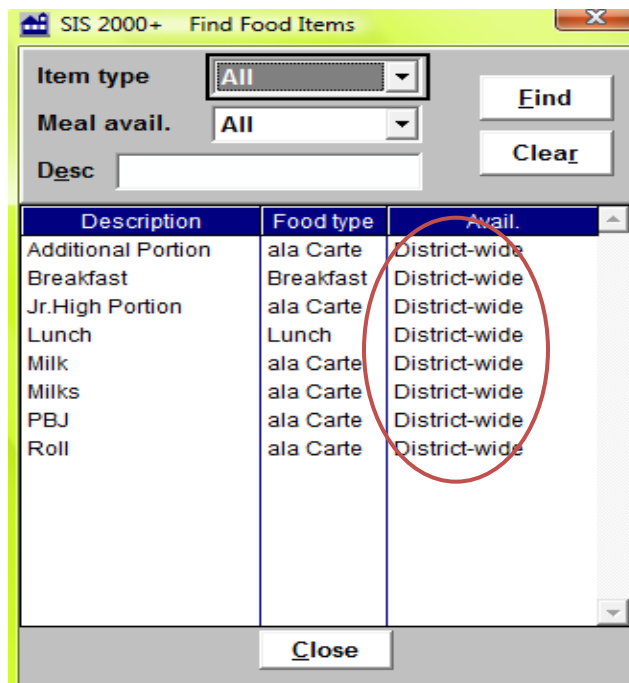 SIS 2000+ Find Food Items
Item type All
Find
Meal avail. All
Clear
Desc
Description Food type Avail.
Additional Portion ala Carte District-wide
Breakfast Breakfast District-wide
Jr.High Portion ala Carte District-wide
Lunch Lunch District-wide
Milk ala Carte District-wide
Milks ala Carte District-wide
PBJ ala Carte District-wide
Roll ala Carte District-wide
Close